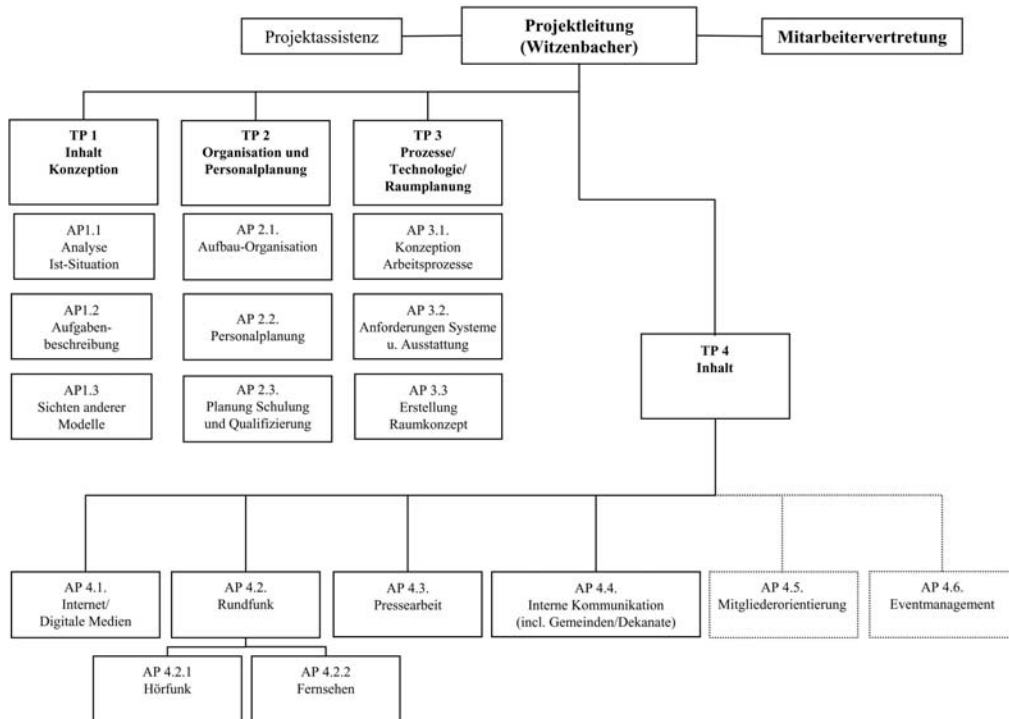 Projektassistenz
Projektleitung
(Witzenbacher)
Mitarbeitervertretung
TP 1
Inhalt
Konzeption
TP 2
Organisation und
Personalplanung
TP 3
Prozesse/
Technologie/
Raumplanung
AP1.1
Analyse
Ist-Situation
AP 2.1.
Aufbau-Organisation
AP 3.1.
Konzeption
Arbeitsprozesse
AP1.2
Aufgaben-
beschreibung
AP 2.2.
Personalplanung
AP 3.2.
Anforderungen Systeme
u. Ausstattung
AP1.3
Sichten anderer
Modelle
AP 2.3.
Planung Schulung
und Qualifizierung
AP 3.3
Erstellung
Raumkonzept
TP 4
Inhalt
AP 4.1.
Internet/
Digitale Medien
AP 4.2.
Rundfunk
AP 4.3.
Pressearbeit
AP 4.4.
Interne Kommunikation
(incl. Gemeinden/Dekanate)
AP 4.5.
Mitgliederorientierung
AP 4.6.
Eventmanagement
AP 4.2.1
Hörfunk
AP 4.2.2
Fernsehen